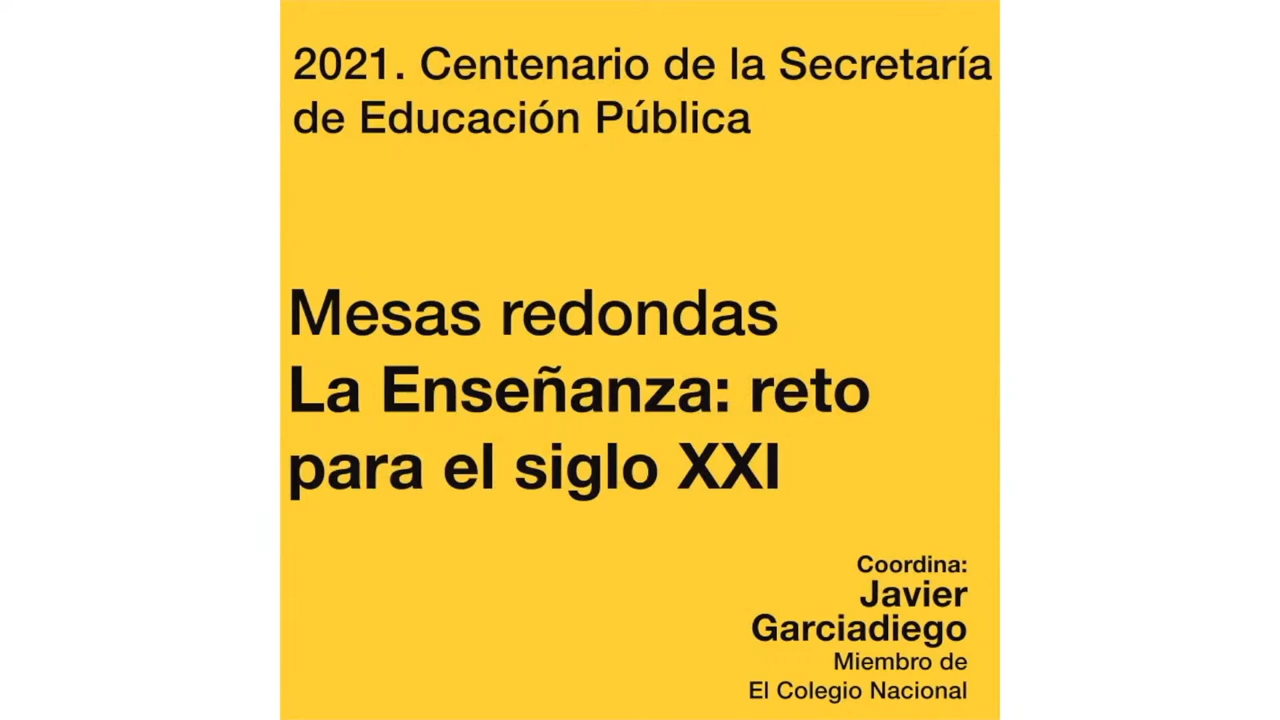 2021. Centenario de la Secretaría
de Educación Pública
Mesas redondas
La Enseñanza: reto
para el siglo XXI
Coordina:
Javier
Garciadiego
Miembro de
El Colegio Nacional